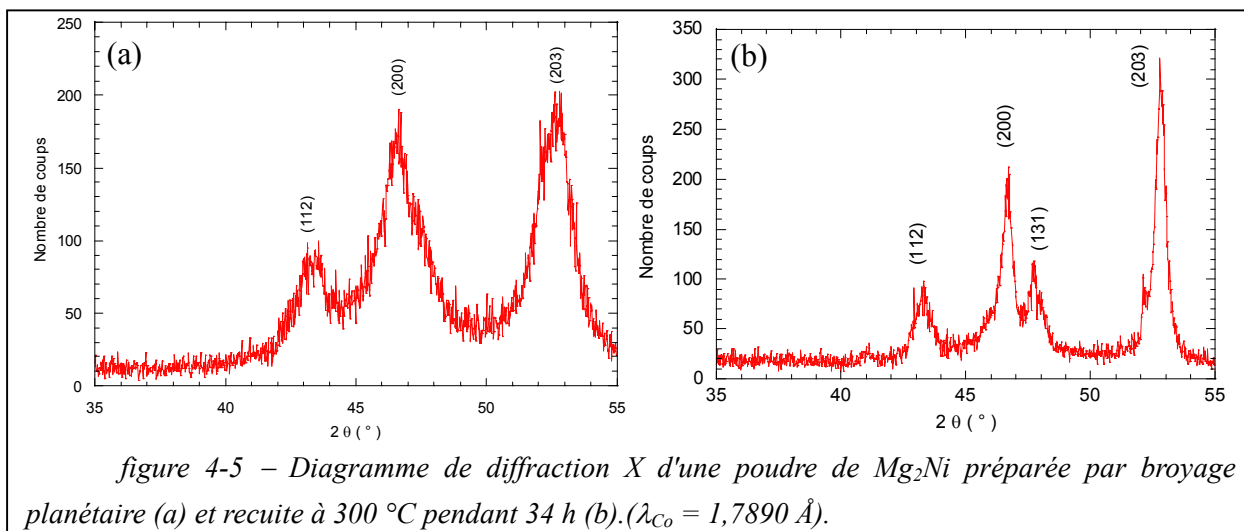 (a)
250
200
150
100
50
0
Nombre de coups
(112)
(200)
(203)
35 40 45 50 55
2 θ ( ° )
(b)
350
300
250
200
150
100
50
0
Nombre de coups
(112)
(200)
(131)
(203)
35 40 45 50 55
2 θ ( ° )
figure 4-5 – Diagramme de diffraction X d'une poudre de Mg₂Ni préparée par broyage
planétaire (a) et recuite à 300 °C pendant 34 h (b).(λCo = 1,7890 Å).